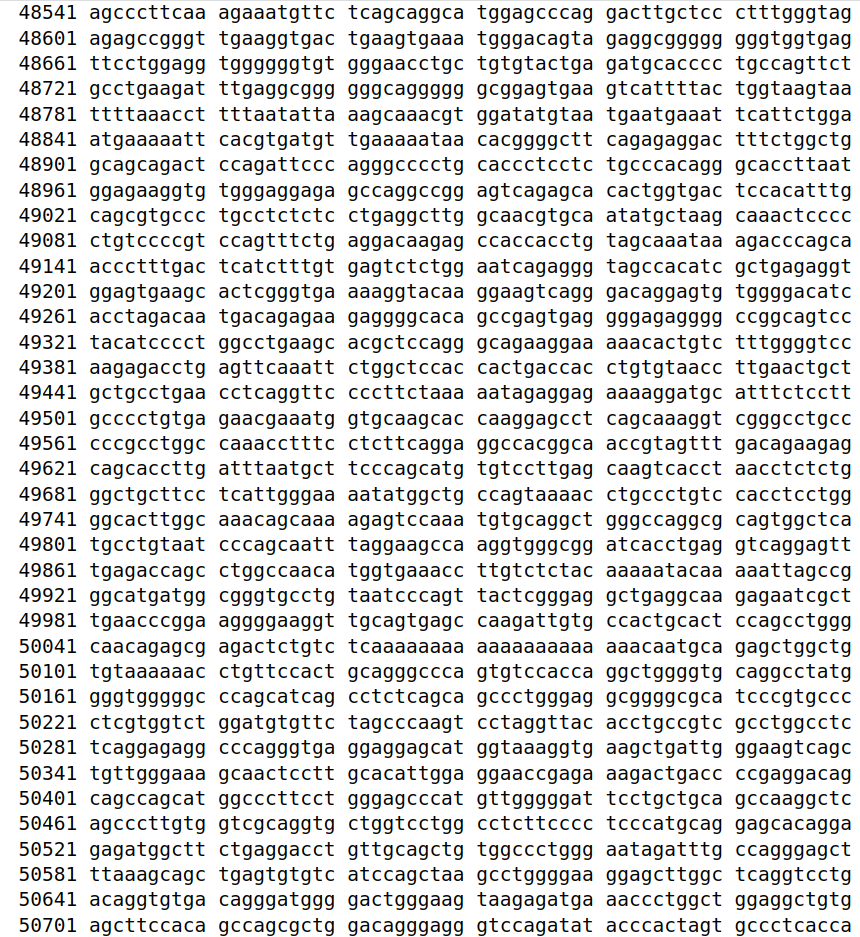 48541 agcccttcaa agaaatgttc tcagcaggca tggagcccag gacttgctcc ctttgggtag
48601 agagccgggt tgaaggtgac tgaagtgaaa tgggacagta gaggcggggg gggtggtgag
48661 ttcctggagg tggggggtgt gggaacctgc tgtgtactga gatgcacccc tgccagttct
48721 gcctgaagat ttgaggcggg gggcaggggg gcggagtgaa gtcattttac tggtaagtaa
48781 ttttaaacct tttaatatta aagcaaacgt ggatatgtaa tgaatgaaat tcattctgga
48841 atgaaaaatt cacgtgatgt tgaaaaataa cacggggctt cagagaggac tttctggctg
48901 gcagcagact ccagattccc agggcccctg caccctcctc tgcccacagg gcaccttaat
48961 ggagaaggtg tgggaggaga gccaggccgg agtcagagca cactggtgac tccacatttg
49021 cagcgtgccc tgcctctctc ctgaggcttg gcaacgtgca atatgctaag caaactcccc
49081 ctgtccccgt ccagtttctg aggacaagag ccaccacctg tagcaaataa agacccagca
49141 accctttgac tcatctttgt gagtctctgg aatcagaggg tagccacatc gctgagaggt
49201 ggagtgaagc actcgggtga aaaggtacaa ggaagtcagg gacaggagtg tggggacatc
49261 acctagacaa tgacagagaa gaggggcaca gccgagtgag gggagagggg ccggcagtcc
49321 tacatcccct ggcctgaagc acgctccagg gcagaaggaa aaacactgtc tttggggtcc
49381 aagagacctg agttcaaatt ctggctccac cactgaccac ctgtgtaacc ttgaactgct
49441 gctgcctgaa cctcaggttc cccttctaaa aatagaggag aaaaggatgc atttctcctt
49501 gcccctgtga gaacgaaatg gtgcaagcac caaggagcct cagcaaaggt cgggcctgcc
49561 cccgcctggc caaacctttc ctcttcagga ggccacggca accgtagttt gacagaagag
49621 cagcaccttg atttaatgct tcccagcatg tgtccttgag caagtcacct aacctctctg
49681 ggctgcttcc tcattgggaa aatatggctg ccagtaaaac ctgccctgtc cacctcctgg
49741 ggcacttggc aaacagcaaa agagtccaaa tgtgcaggct gggccaggcg cagtggctca
49801 tgcctgtaat cccagcaatt taggaagcca aggtgggcgg atcacctgag gtcaggagtt
49861 tgagaccagc ctggccaaca tggtgaaacc ttgtctctac aaaaatacaa aaattagccg
49921 ggcatgatgg cgggtgcctg taatcccagt tactcgggag gctgaggcaa gagaatcgct
49981 tgaacccgga aggggaaggt tgcagtgagc caagattgtg ccactgcact ccagcctggg
50041 caacagagcg agactctgtc tcaaaaaaaa aaaaaaaaaa aaacaatgca gagctggctg
50101 tgtaaaaaac ctgttccact gcagggccca gtgtccacca ggctggggtg caggcctatg
50161 gggtgggggc ccagcatcag cctctcagca gccctgggag gcggggcgca tcccgtgccc
50221 ctcgtggtct ggatgtgttc tagcccaagt cctaggttac acctgccgtc gcctggcctc
50281 tcaggagagg cccagggtga ggaggagcat ggtaaaggtg aagctgattg ggaagtcagc
50341 tgttgggaaa gcaactcctt gcacattgga ggaaccgaga aagactgacc ccgaggacag
50401 cagccagcat ggcccttcct gggagcccat gttgggggat tcctgctgca gccaaggctc
50461 agcccttgtg gtcgcaggtg ctggtcctgg cctcttcccc tcccatgcag gagcacagga
50521 gagatggctt ctgaggacct gttgcagctg tggccctggg aatagatttg ccagggagct
50581 ttaaagcagc tgagtgtgtc atccagctaa gcctggggaa ggagcttggc tcaggtcctg
50641 acaggtgtga cagggatggg gactgggaag taagagatga aaccctggct ggaggctgtg
50701 agcttccaca gccagcgctg gacagggagg gtccagatat acccactagt gccctcacca